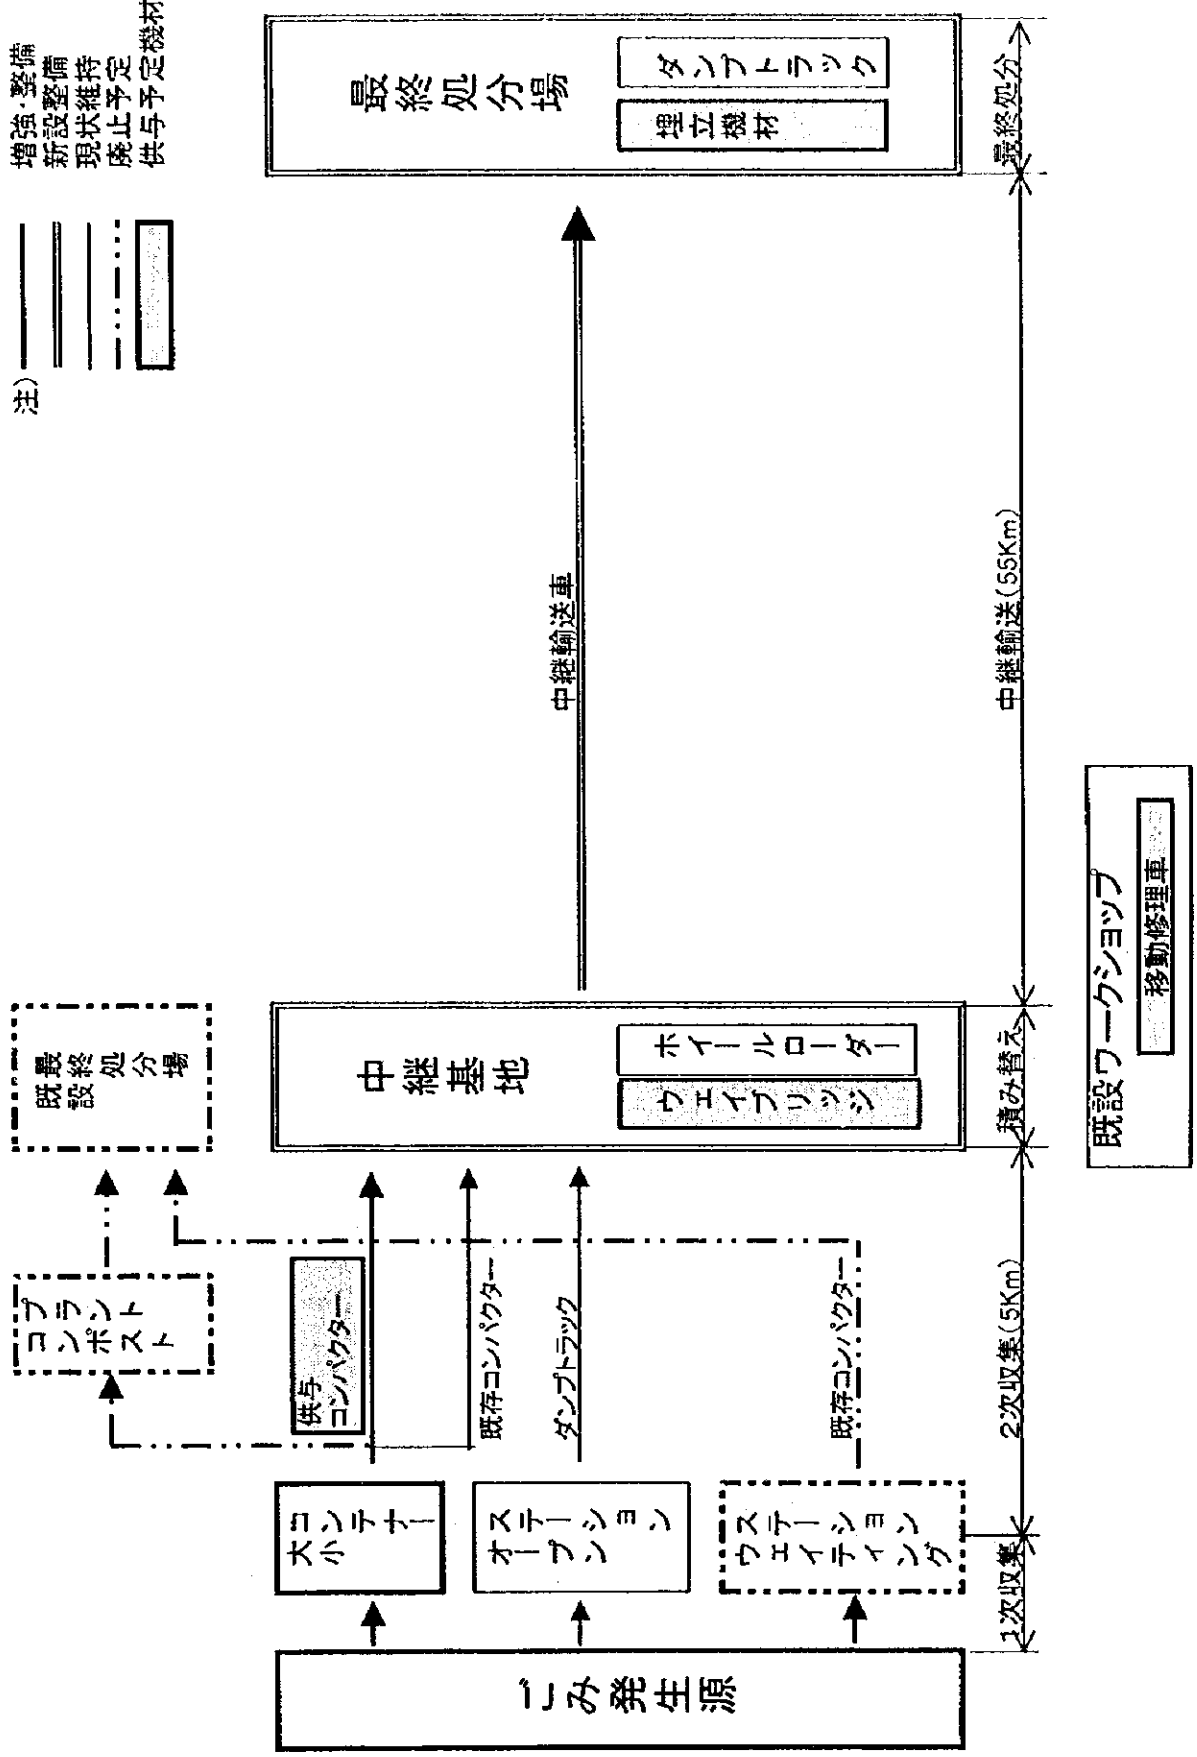 注)
増強・整備
新設整備
現状維持
廃止予定
供与予定機材
ごみ発生源
大小
コンテナー
オープン
ステーション
ウエイティング
ステーション
供与
コンパクター
既存コンパクター
ダンプトラック
既存コンパクター
コンポスト
プラント
既設
最終処分場
中継基地
ウエイブリッジ
ホイールローダー
中継輸送車
最終処分場
埋立機材
ダンプトラック
1次収集
2次収集(5Km)
積み替え
中継輸送(55Km)
最終処分
既設ワークショップ
移動修理車